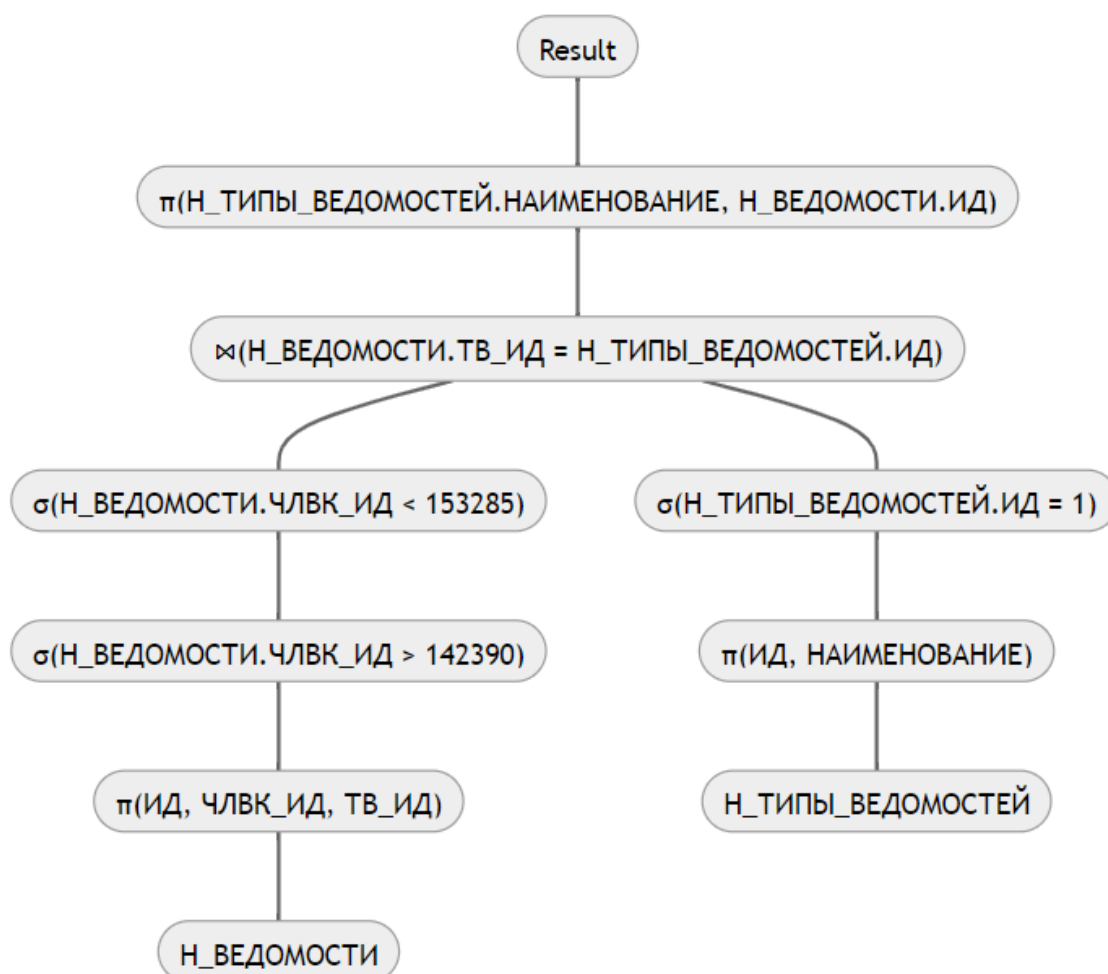 Result
π(Н_ТИПЫ_ВЕДОМОСТЕЙ.НАИМЕНОВАНИЕ, Н_ВЕДОМОСТИ.ИД)
⋈(Н_ВЕДОМОСТИ.ТВ_ИД = Н_ТИПЫ_ВЕДОМОСТЕЙ.ИД)
σ(Н_ВЕДОМОСТИ.ЧЛВК_ИД < 153285)
σ(Н_ТИПЫ_ВЕДОМОСТЕЙ.ИД = 1)
σ(Н_ВЕДОМОСТИ.ЧЛВК_ИД > 142390)
π(ИД, НАИМЕНОВАНИЕ)
π(ИД, ЧЛВК_ИД, ТВ_ИД)
Н_ТИПЫ_ВЕДОМОСТЕЙ
Н_ВЕДОМОСТИ